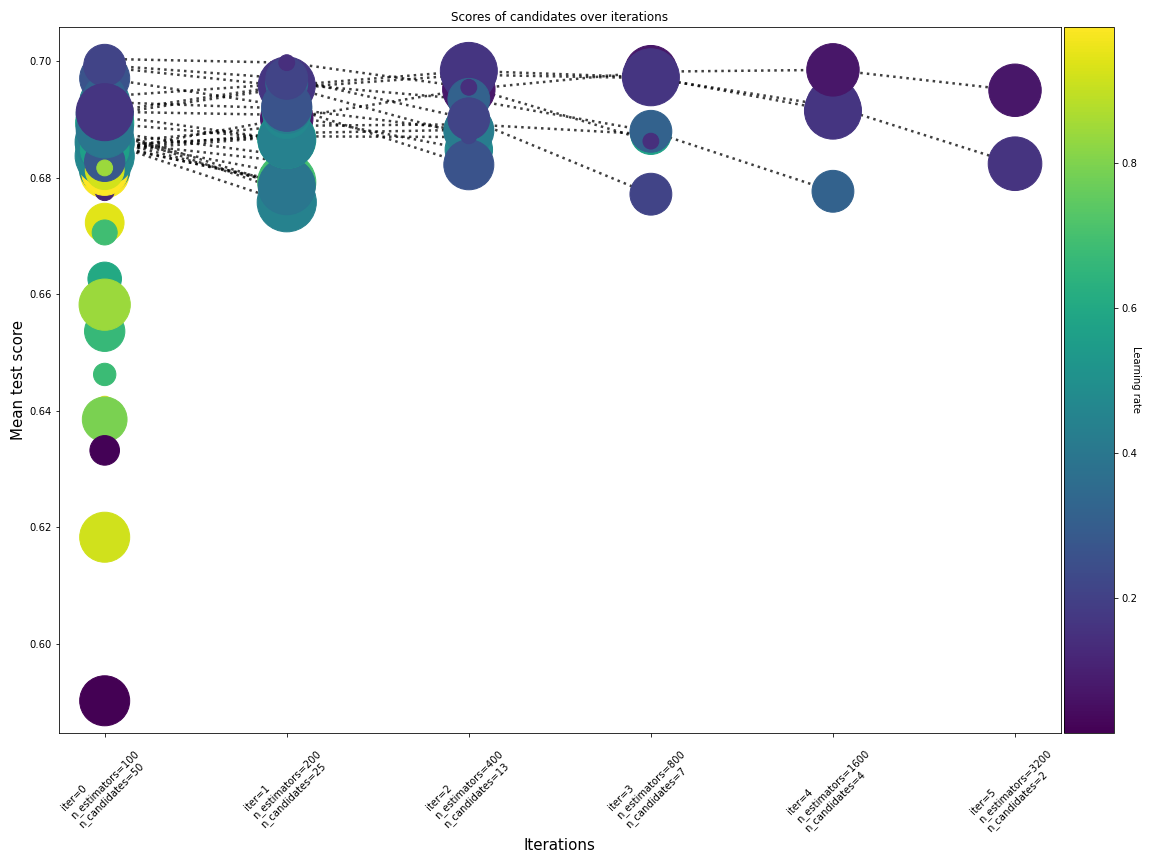 Scores of candidates over iterations
0.70
0.68
0.66
0.64
0.62
0.60
Mean test score
iter=0
n_estimators=100
n_candidates=50
iter=1
n_estimators=200
n_candidates=25
iter=2
n_estimators=400
n_candidates=13
iter=3
n_estimators=800
n_candidates=7
iter=4
n_estimators=1600
n_candidates=4
iter=5
n_estimators=3200
n_candidates=2
Iterations
0.8
0.6
0.4
0.2
Learning rate